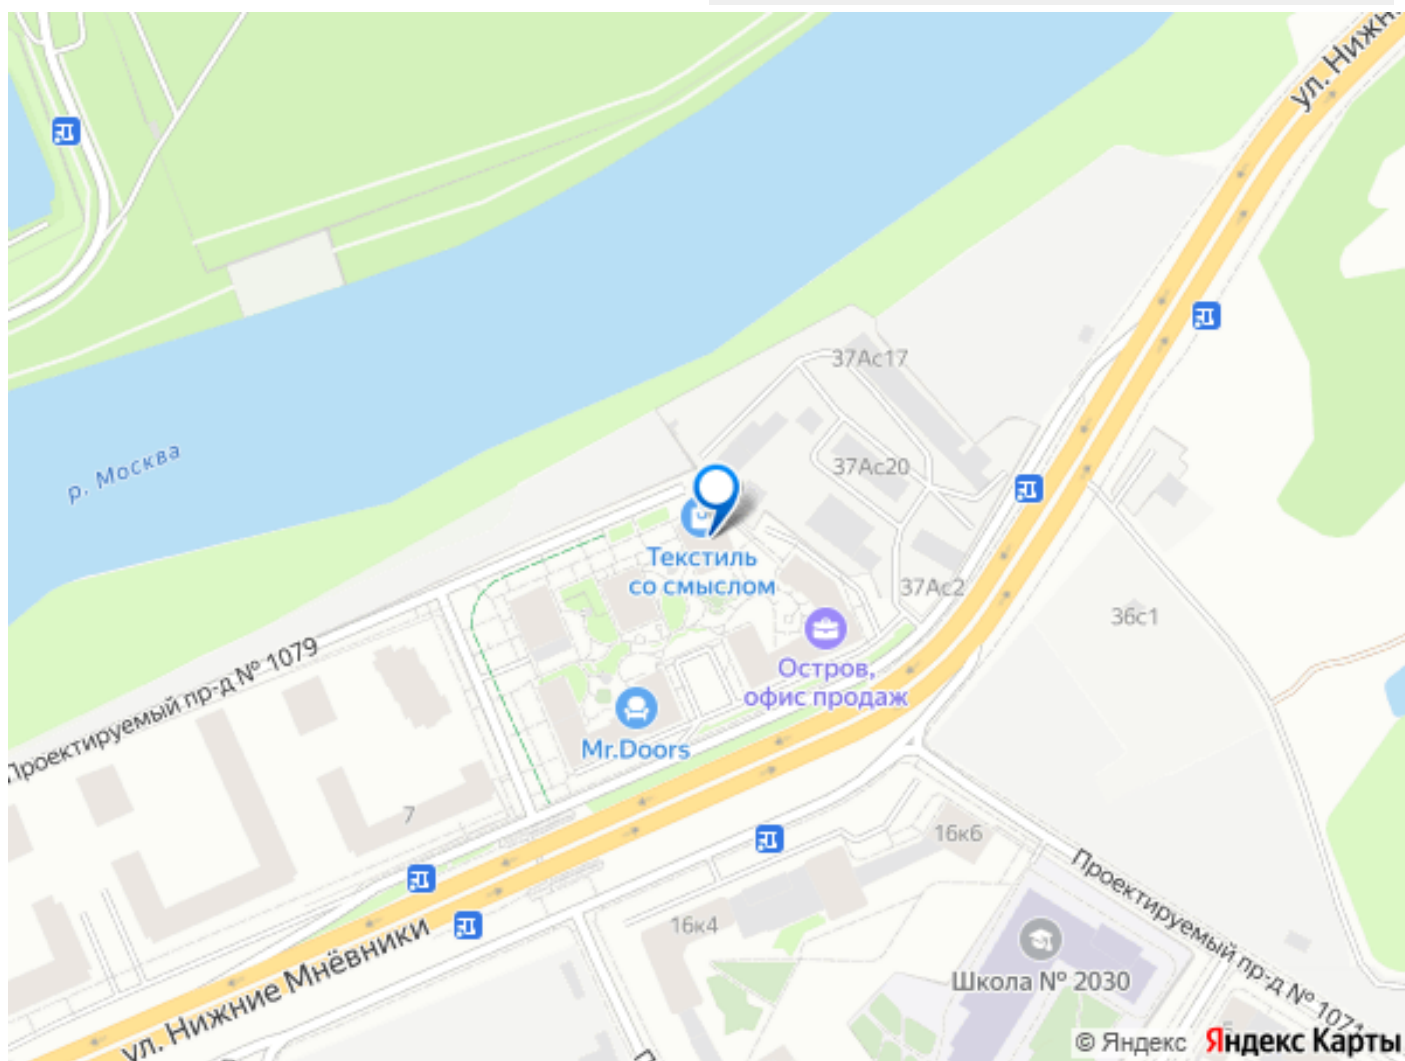 ул. Нижн
37Ас17
р. Москва
37Ас20
Текстиль
со смыслом
37Ас2
36с1
Остров,
офис продаж
Проектируемый пр-д № 1079
Mr.Doors
7
16к6
Проектируемый пр-д № 1071
16к4
ул. Нижние Мнёвники
Школа № 2030
© Яндекс Яндекс Карты